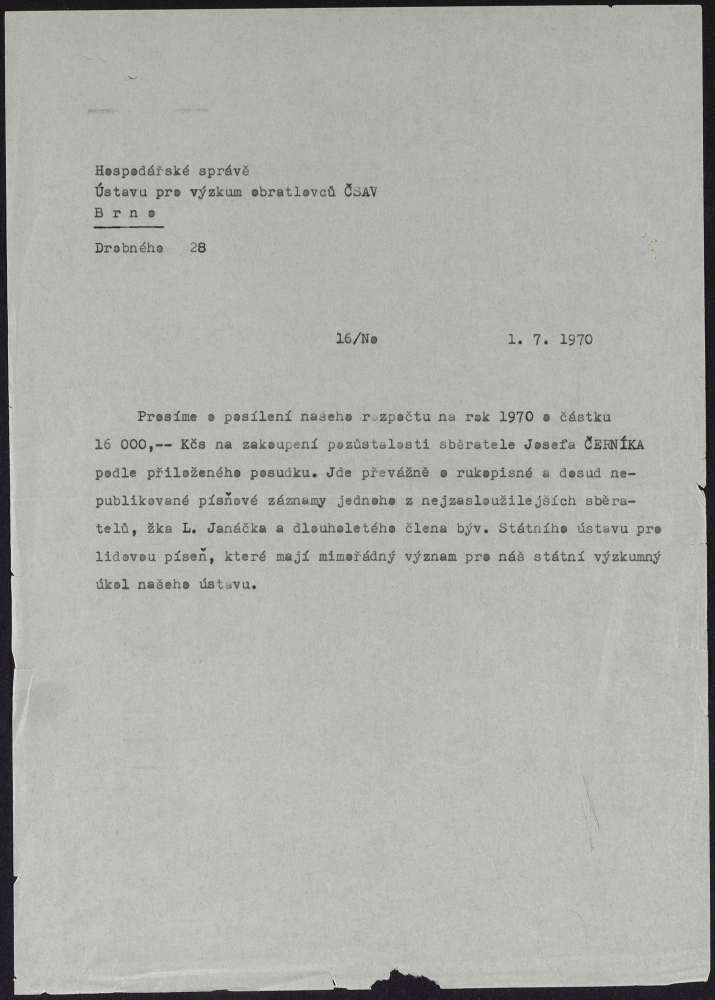 Hospodářské správě
Ústavu pro výzkum obratlovců ČSAV
B r n o
Drobného 28
16/No 1. 7. 1970
Prosíme o posílení našeho rozpočtu na rok 1970 o částku
16 000,-- Kčs na zakoupení pozůstalosti sběratele Josefa ČERNÍKA
podle přiloženého posudku. Jde převážně o rukopisné a dosud ne-
publikované písňové záznamy jednoho z nejzasloužilejších sběra-
telů, žka L. Janáčka a dlouholetého člena býv. Státního ústavu pro
lidovou píseň, které mají mimořádný význam pro náš státní výzkumný
úkol našeho ústavu.